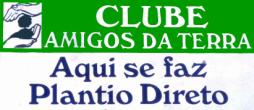 CLUBE
AMIGOS DA TERRA
Aqui se faz
Plantio Direto